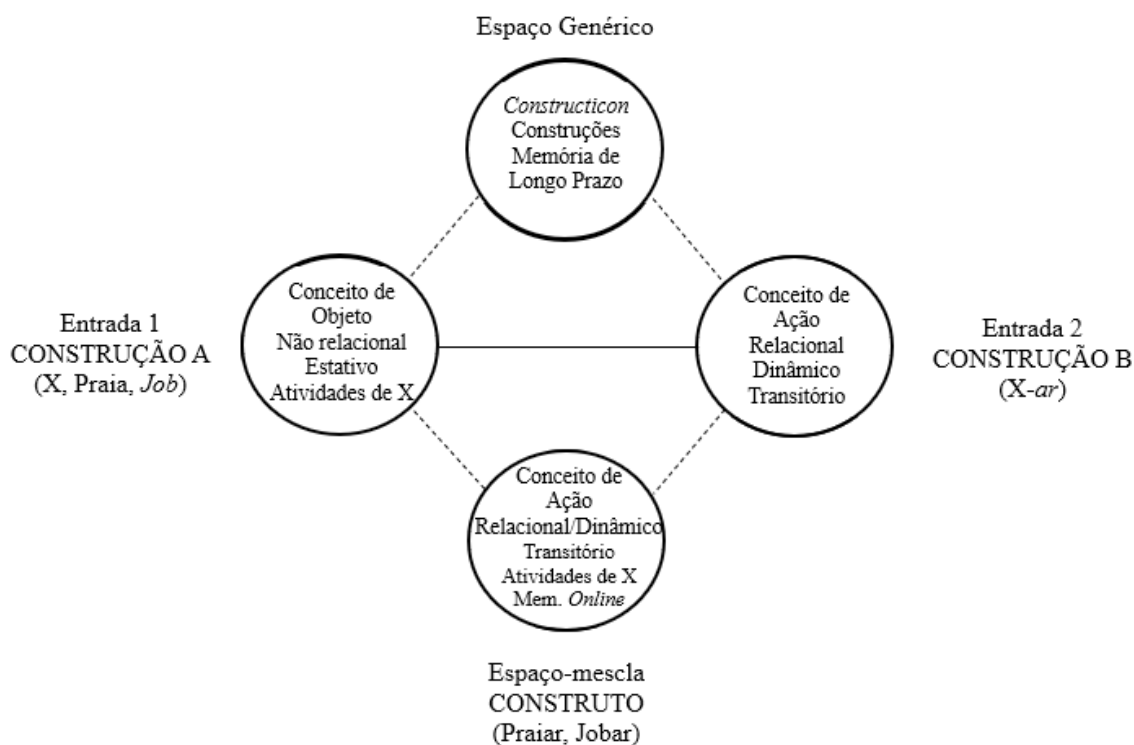 Espaço Genérico
Constructicon
Construções
Memória de
Longo Prazo
Entrada 1
CONSTRUÇÃO A
(X, Praia, Job)
Conceito de
Objeto
Não relacional
Estativo
Atividades de X
Conceito de
Ação
Relacional
Dinâmico
Transitório
Entrada 2
CONSTRUÇÃO B
(X-ar)
Conceito de
Ação
Relacional/Dinâmico
Transitório
Atividades de X
Mem. Online
Espaço-mescla
CONSTRUTO
(Praiar, Jobar)